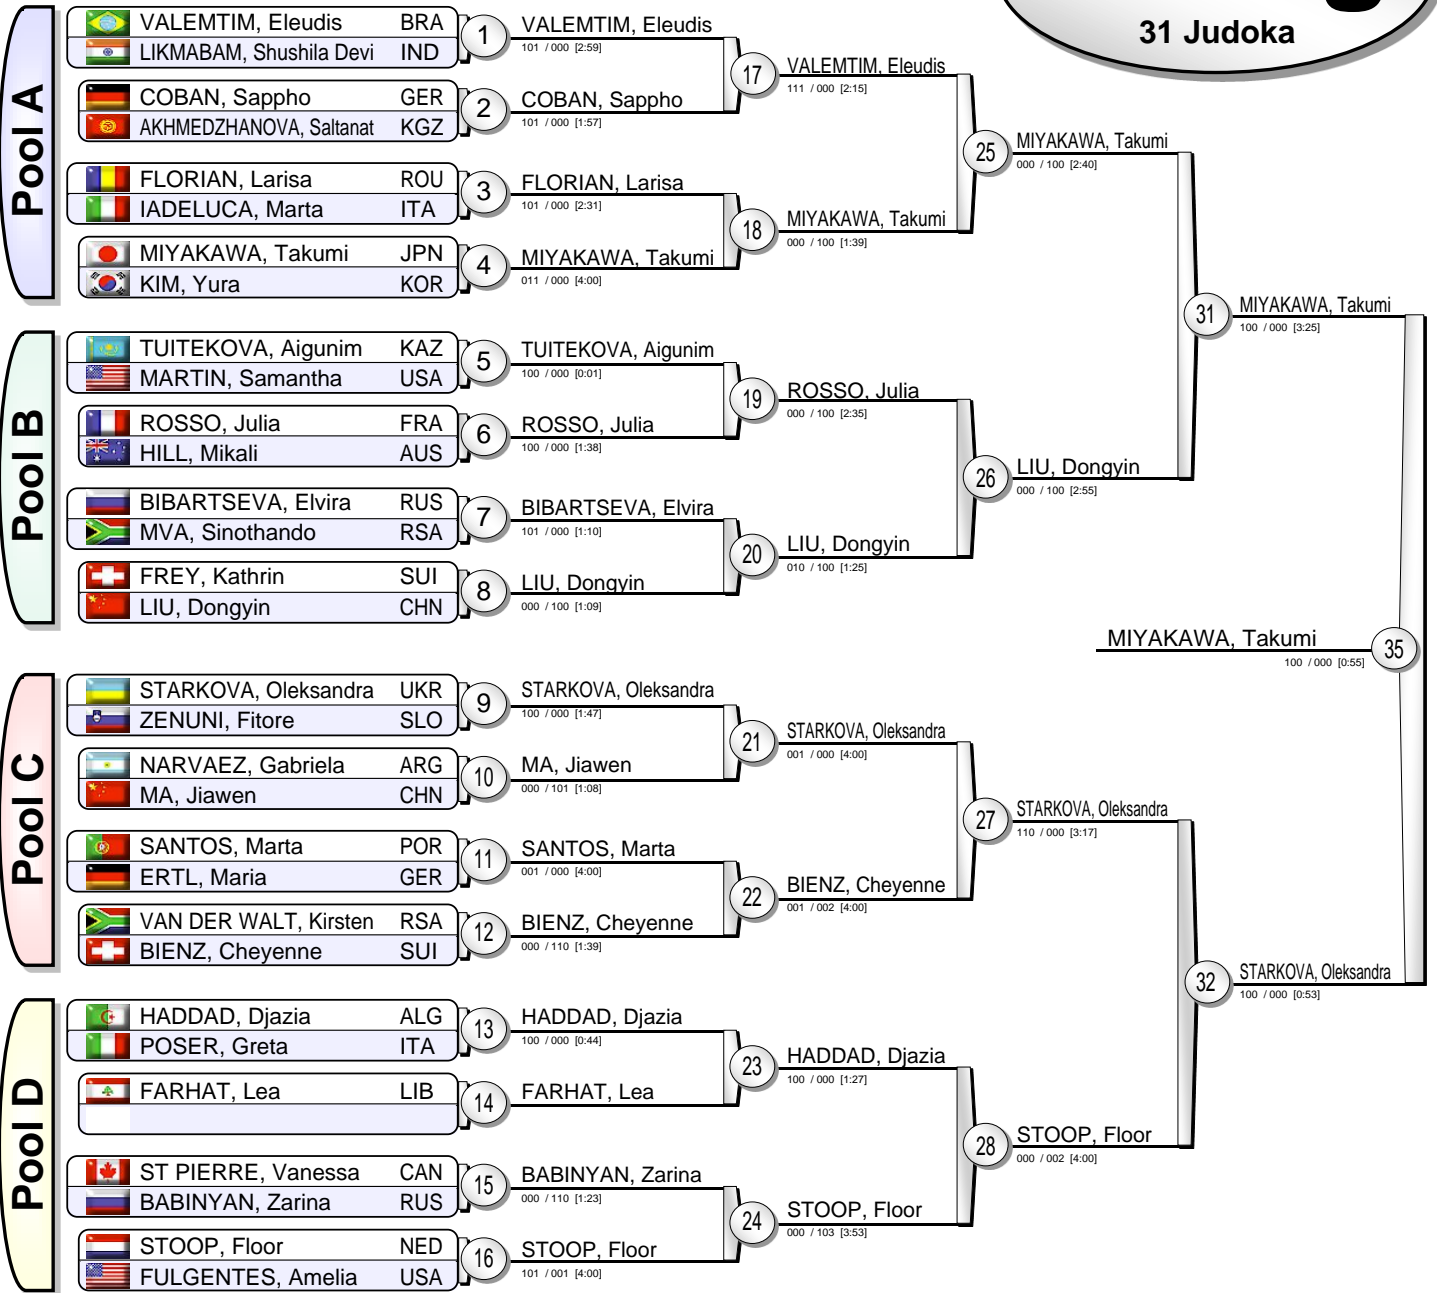 31 Judoka
Pool A
VALEMTIM, Eleudis BRA
LIKMABAM, Shushila Devi IND
1
VALEMTIM, Eleudis
101 / 000 [2:59]
COBAN, Sappho GER
AKHMEDZHANOVA, Saltanat KGZ
2
COBAN, Sappho
101 / 000 [1:57]
17
VALEMTIM, Eleudis
111 / 000 [2:15]
FLORIAN, Larisa ROU
IADELUCA, Marta ITA
3
FLORIAN, Larisa
101 / 000 [2:31]
MIYAKAWA, Takumi JPN
KIM, Yura KOR
4
MIYAKAWA, Takumi
011 / 000 [4:00]
18
MIYAKAWA, Takumi
000 / 100 [1:39]
25
MIYAKAWA, Takumi
000 / 100 [2:40]
Pool B
TUITEKOVA, Aigunim KAZ
MARTIN, Samantha USA
5
TUITEKOVA, Aigunim
100 / 000 [0:01]
ROSSO, Julia FRA
HILL, Mikali AUS
6
ROSSO, Julia
100 / 000 [1:38]
19
ROSSO, Julia
000 / 100 [2:35]
BIBARTSEVA, Elvira RUS
MVA, Sinothando RSA
7
BIBARTSEVA, Elvira
101 / 000 [1:10]
FREY, Kathrin SUI
LIU, Dongyin CHN
8
LIU, Dongyin
000 / 100 [1:09]
20
LIU, Dongyin
010 / 100 [1:25]
26
LIU, Dongyin
000 / 100 [2:55]
31
MIYAKAWA, Takumi
100 / 000 [3:25]
MIYAKAWA, Takumi
100 / 000 [0:55]
35
Pool C
STARKOVA, Oleksandra UKR
ZENUNI, Fitore SLO
9
STARKOVA, Oleksandra
100 / 000 [1:47]
NARVAEZ, Gabriela ARG
MA, Jiawen CHN
10
MA, Jiawen
000 / 101 [1:08]
21
STARKOVA, Oleksandra
001 / 000 [4:00]
SANTOS, Marta POR
ERTL, Maria GER
11
SANTOS, Marta
001 / 000 [4:00]
VAN DER WALT, Kirsten RSA
BIENZ, Cheyenne SUI
12
BIENZ, Cheyenne
000 / 110 [1:39]
22
BIENZ, Cheyenne
001 / 002 [4:00]
27
STARKOVA, Oleksandra
110 / 000 [3:17]
Pool D
HADDAD, Djazia ALG
POSER, Greta ITA
13
HADDAD, Djazia
100 / 000 [0:44]
FARHAT, Lea LIB
14
FARHAT, Lea
23
HADDAD, Djazia
100 / 000 [1:27]
ST PIERRE, Vanessa CAN
BABINYAN, Zarina RUS
15
BABINYAN, Zarina
000 / 110 [1:23]
STOOP, Floor NED
FULGENTES, Amelia USA
16
STOOP, Floor
101 / 001 [4:00]
24
STOOP, Floor
000 / 103 [3:53]
28
STOOP, Floor
000 / 002 [4:00]
32
STARKOVA, Oleksandra
100 / 000 [0:53]